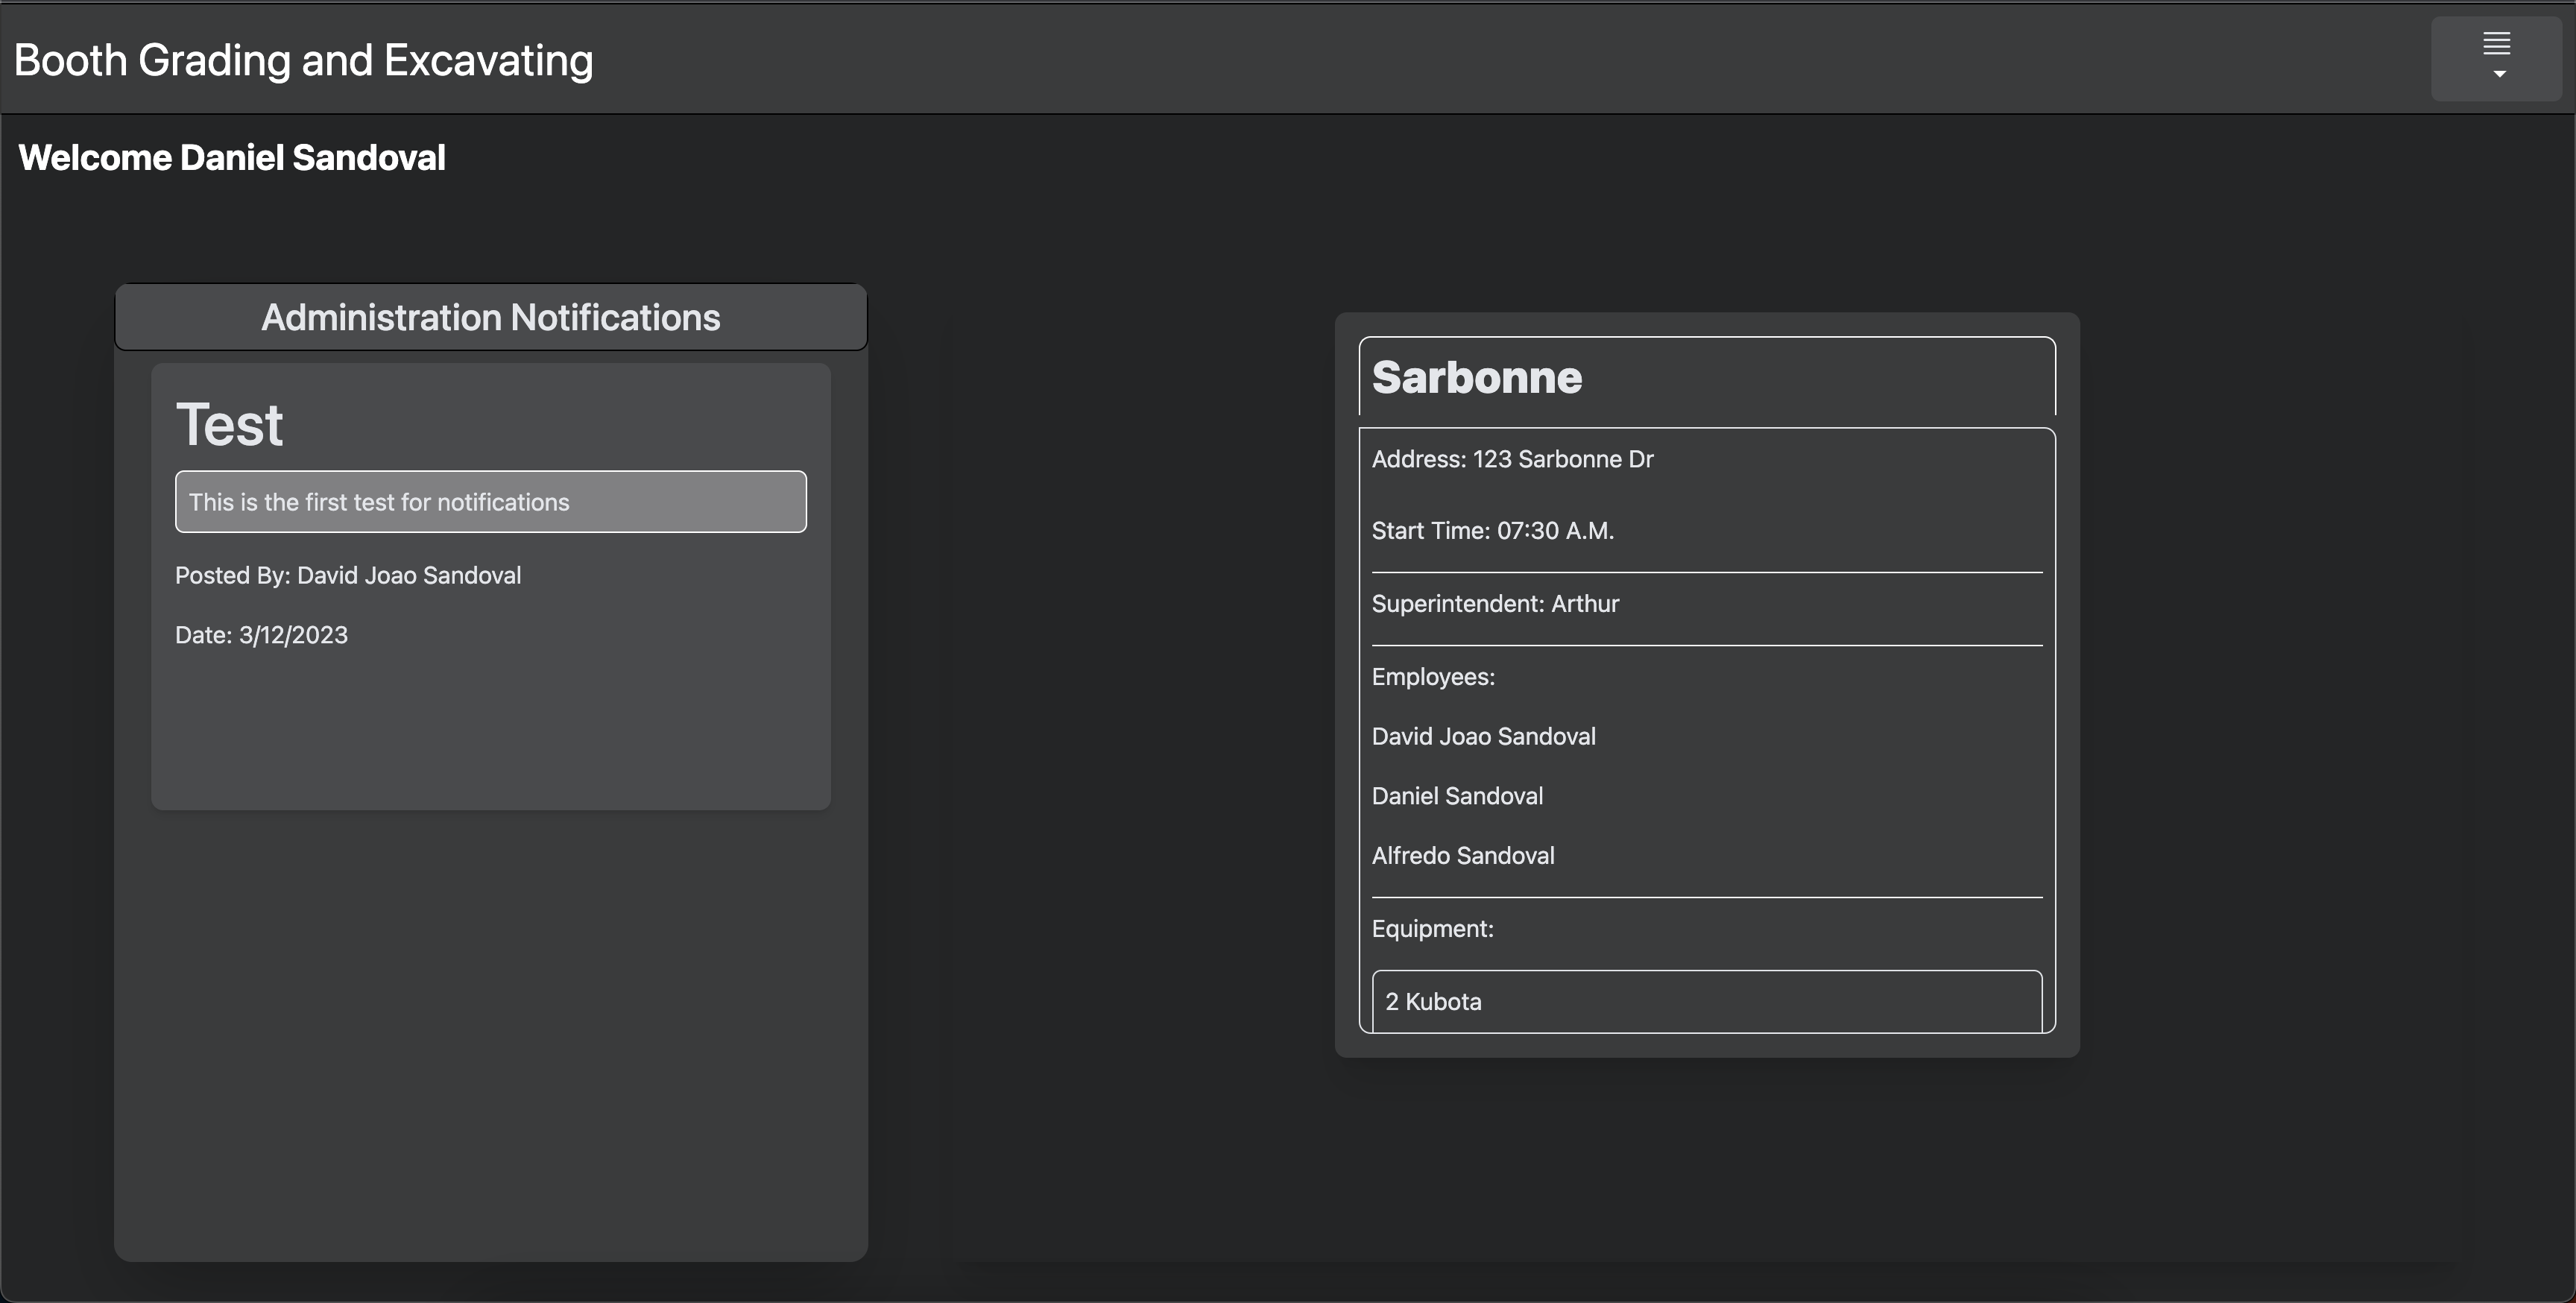 Booth Grading and Excavating
Welcome Daniel Sandoval
Administration Notifications
Test
This is the first test for notifications
Posted By: David Joao Sandoval
Date: 3/12/2023
Sarbonne
Address: 123 Sarbonne Dr
Start Time: 07:30 A.M.
Superintendent: Arthur
Employees:
David Joao Sandoval
Daniel Sandoval
Alfredo Sandoval
Equipment:
2 Kubota